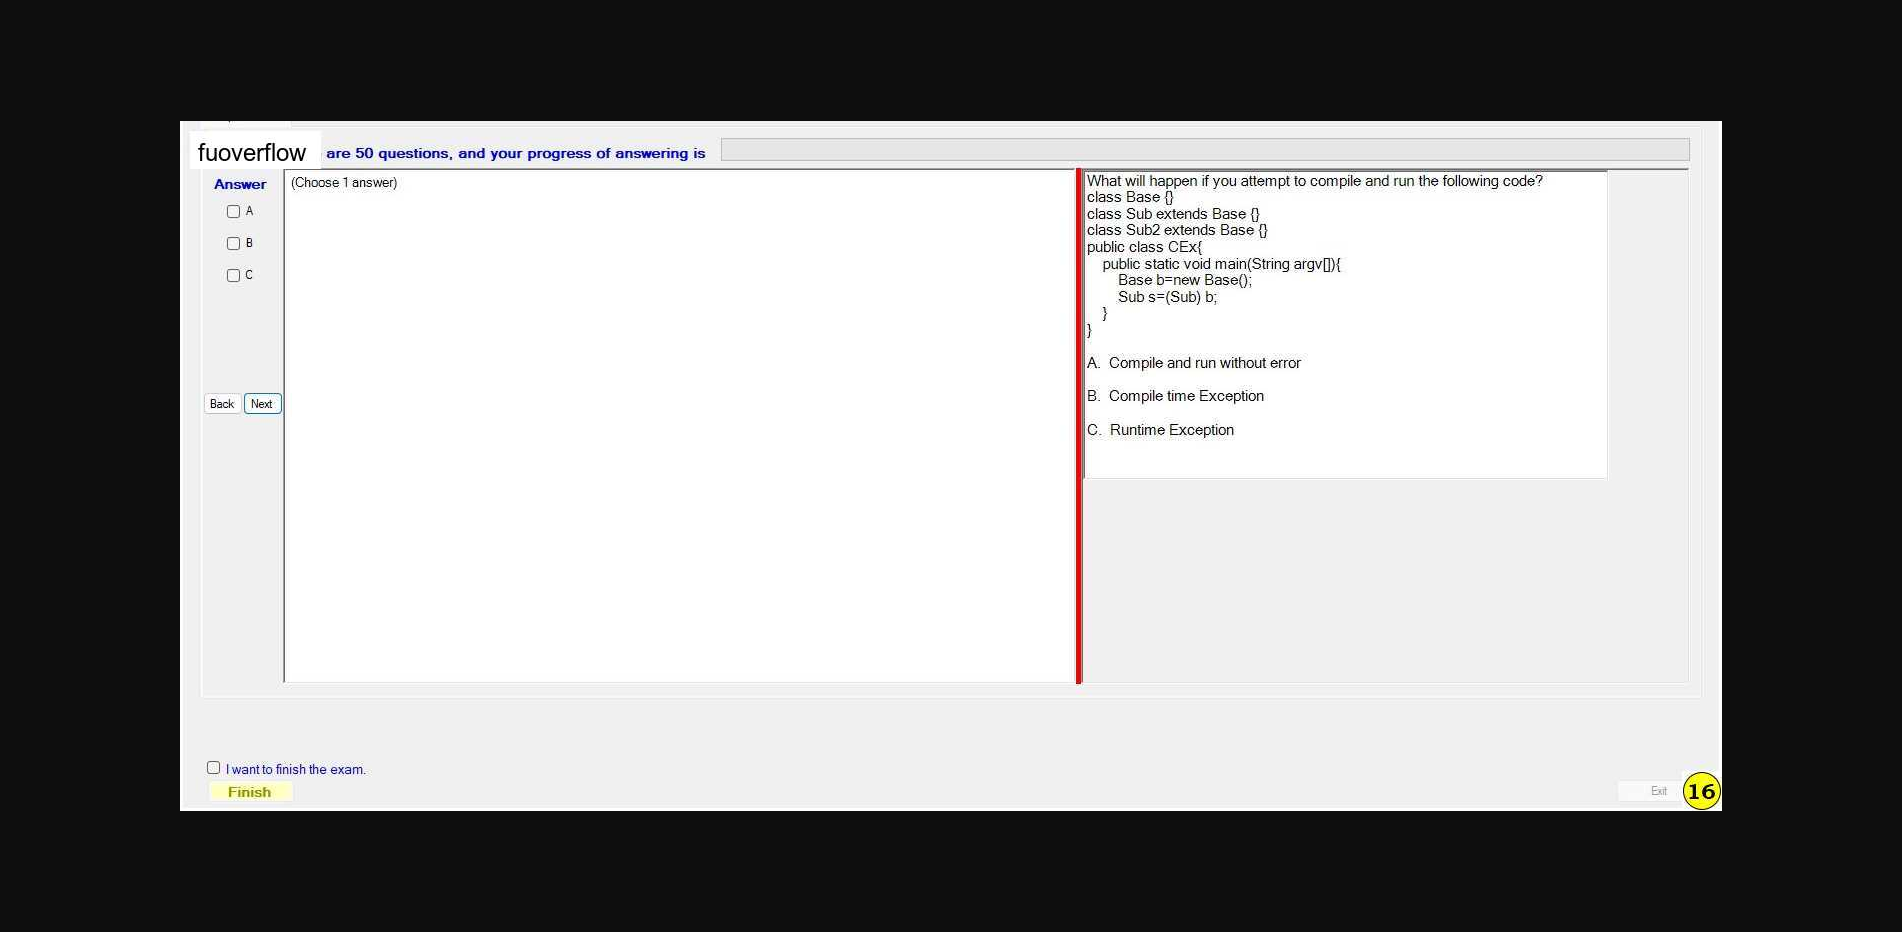 fuoverflow are 50 questions, and your progress of answering is
Answer
A
B
C
Back Next
(Choose 1 answer)
What will happen if you attempt to compile and run the following code?
class Base {}
class Sub extends Base {}
class Sub2 extends Base {}
public class CEx{
public static void main(String argv[]){
Base b=new Base();
Sub s=(Sub) b;
}
}
A. Compile and run without error
B. Compile time Exception
C. Runtime Exception
I want to finish the exam.
Finish
Exit
16